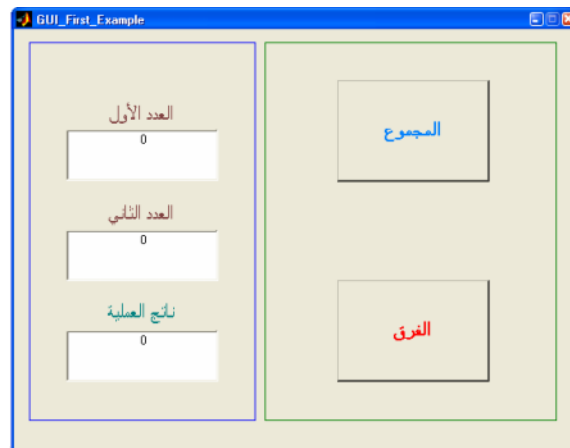 GUI_First_Example
العدد الأول
0
العدد الثاني
0
ناتج العملية
0
المجموع
الفرق